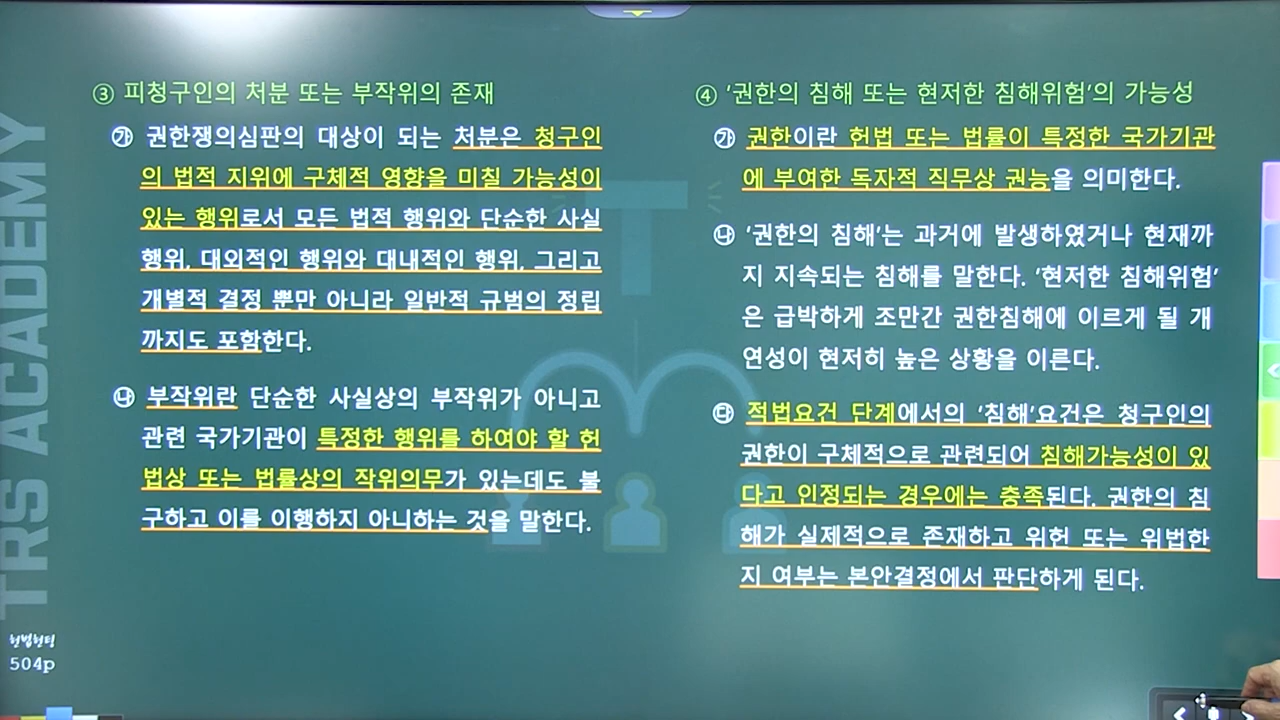 ③ 피청구인의 처분 또는 부작위의 존재
㉮ 권한쟁의심판의 대상이 되는 처분은 청구인
의 법적 지위에 구체적 영향을 미칠 가능성이
있는 행위로서 모든 법적 행위와 단순한 사실
행위, 대외적인 행위와 대내적인 행위, 그리고
개별적 결정 뿐만 아니라 일반적 규범의 정립
까지도 포함한다.
㉯ 부작위란 단순한 사실상의 부작위가 아니고
관련 국가기관이 특정한 행위를 하여야 할 헌
법상 또는 법률상의 작위의무가 있는데도 불
구하고 이를 이행하지 아니하는 것을 말한다.
④ '권한의 침해 또는 현저한 침해위험'의 가능성
㉮ 권한이란 헌법 또는 법률이 특정한 국가기관
에 부여한 독자적 직무상 권능을 의미한다.
㉯ '권한의 침해'는 과거에 발생하였거나 현재까
지 지속되는 침해를 말한다. '현저한 침해위험'
은 급박하게 조만간 권한침해에 이르게 될 개
연성이 현저히 높은 상황을 이른다.
㉰ 적법요건 단계에서의 '침해'요건은 청구인의
권한이 구체적으로 관련되어 침해가능성이 있
다고 인정되는 경우에는 충족된다. 권한의 침
해가 실제적으로 존재하고 위헌 또는 위법한
지 여부는 본안결정에서 판단하게 된다.
TRS ACADEMY
헌법헌팅
504p